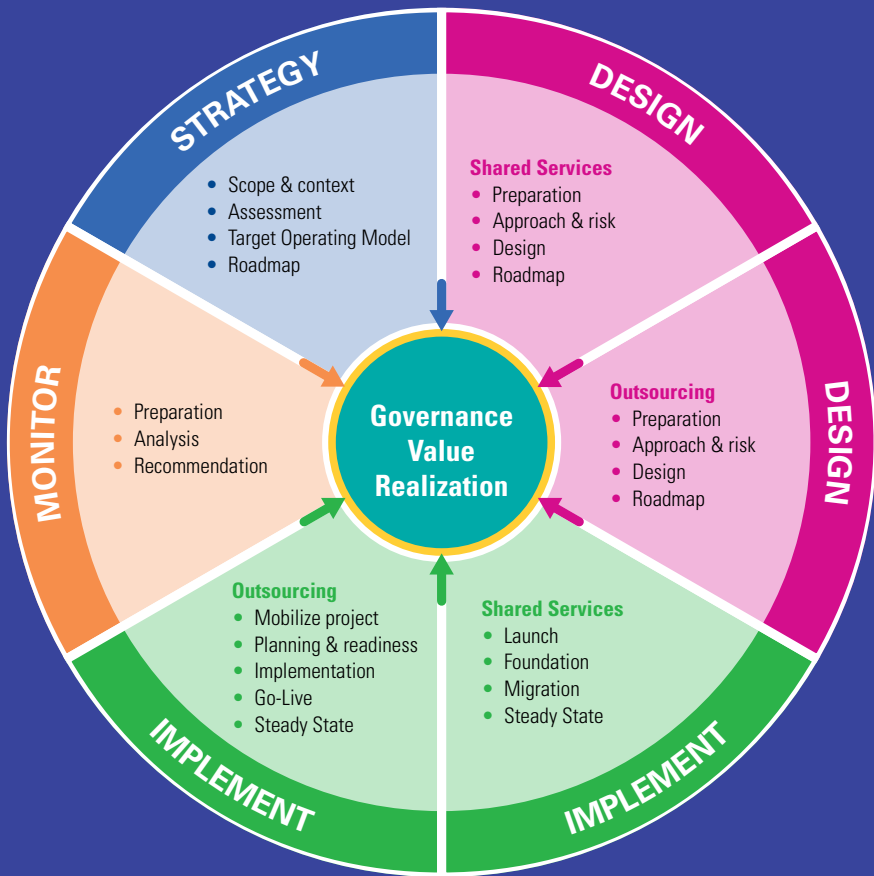 STRATEGY
• Scope & context
• Assessment
• Target Operating Model
• Roadmap
DESIGN
Shared Services
• Preparation
• Approach & risk
• Design
• Roadmap
DESIGN
Outsourcing
• Preparation
• Approach & risk
• Design
• Roadmap
IMPLEMENT
Shared Services
• Launch
• Foundation
• Migration
• Steady State
IMPLEMENT
Outsourcing
• Mobilize project
• Planning & readiness
• Implementation
• Go-Live
• Steady State
MONITOR
• Preparation
• Analysis
• Recommendation
Governance
Value
Realization